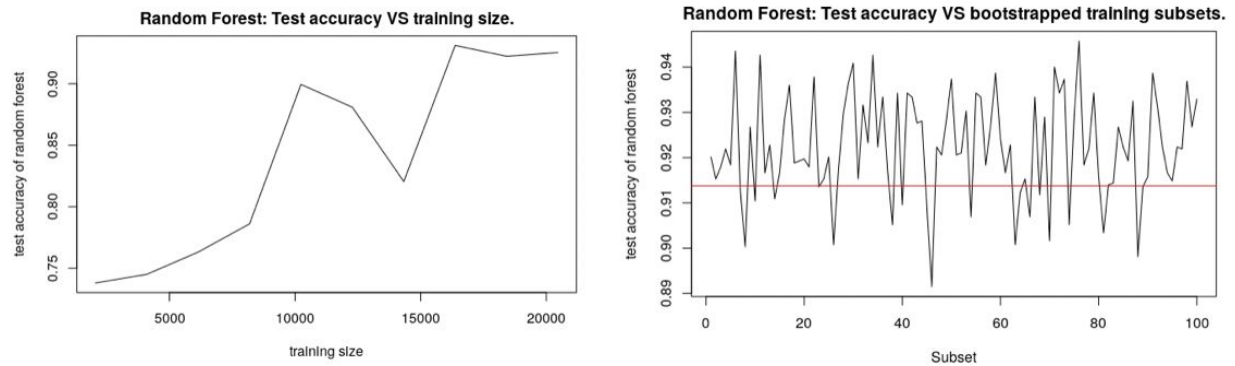 Random Forest: Test accuracy VS training size.
test accuracy of random forest
0.90
0.85
0.80
0.75
5000 10000 15000 20000
training size
Random Forest: Test accuracy VS bootstrapped training subsets.
test accuracy of random forest
0.94
0.93
0.92
0.91
0.90
0.89
0 20 40 60 80 100
Subset